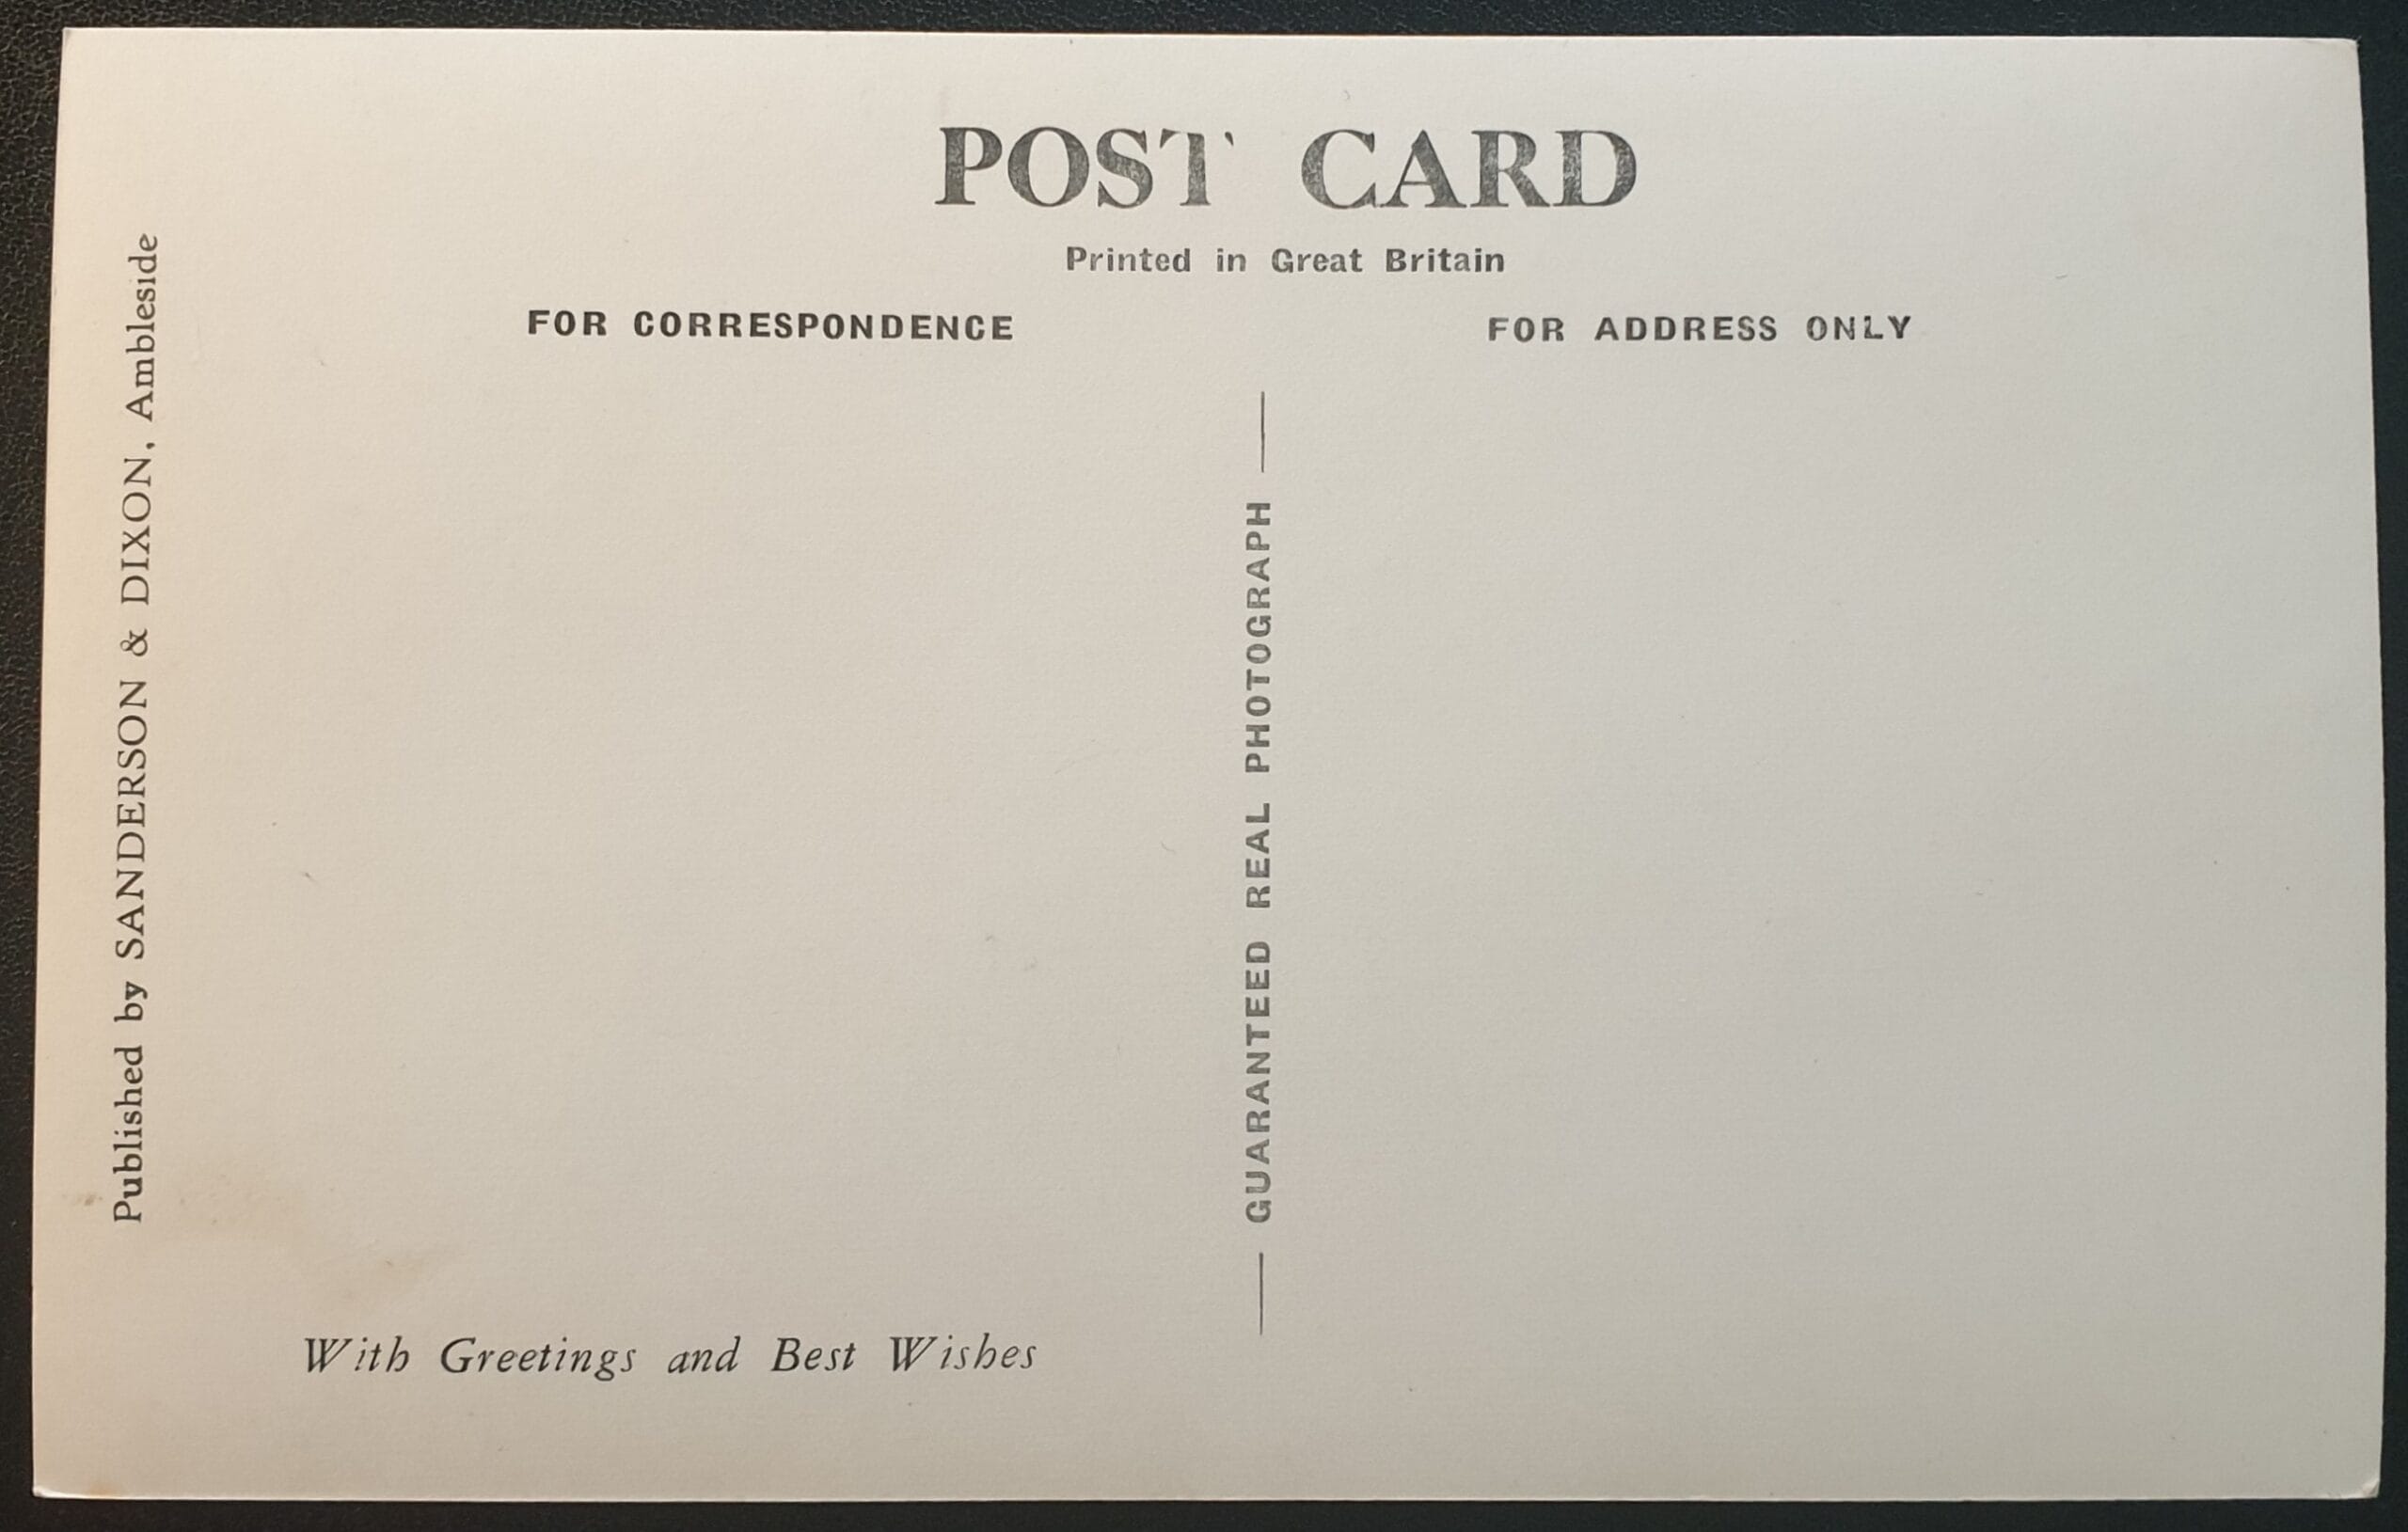 POST CARD
Printed in Great Britain
FOR CORRESPONDENCE
FOR ADDRESS ONLY
Published by SANDERSON & DIXON, Ambleside
GUARANTEED REAL PHOTOGRAPH
With Greetings and Best Wishes